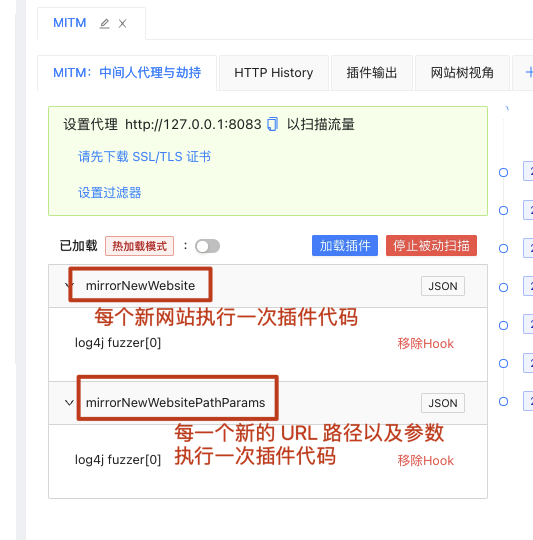 MITM
MITM：中间人代理与劫持
HTTP History
插件输出
网站树视角
设置代理 http://127.0.0.1:8083 以扫描流量
请先下载 SSL/TLS 证书
设置过滤器
已加载 热加载模式 ：
加载插件
停止被动扫描
mirrorNewWebsite
JSON
每个新网站执行一次插件代码
log4j fuzzer[0]
移除Hook
mirrorNewWebsitePathParams
JSON
每一个新的 URL 路径以及参数
执行一次插件代码
log4j fuzzer[0]
移除Hook